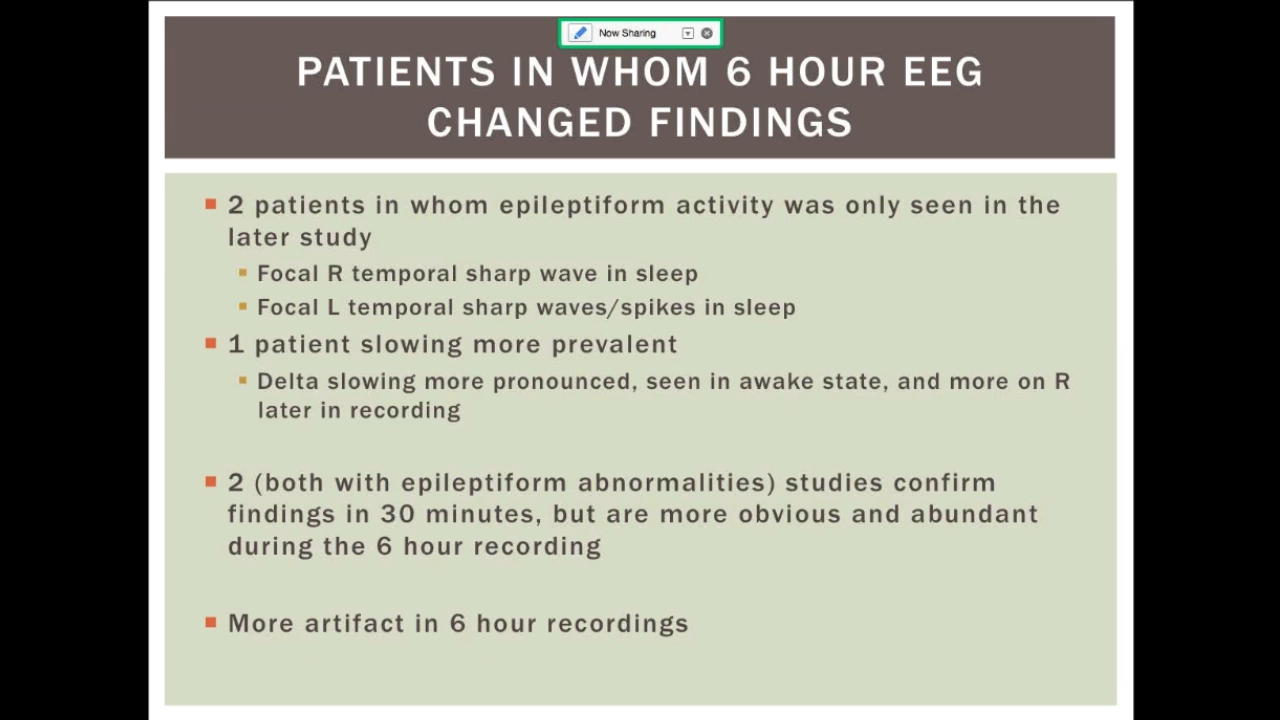 Now Sharing
PATIENTS IN WHOM 6 HOUR EEG
CHANGED FINDINGS
2 patients in whom epileptiform activity was only seen in the
later study
Focal R temporal sharp wave in sleep
Focal L temporal sharp waves/spikes in sleep
1 patient slowing more prevalent
Delta slowing more pronounced, seen in awake state, and more on R
later in recording
2 (both with epileptiform abnormalities) studies confirm
findings in 30 minutes, but are more obvious and abundant
during the 6 hour recording
More artifact in 6 hour recordings